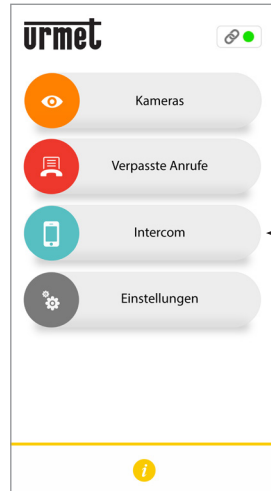 urmet
Kameras
Verpasste Anrufe
Intercom
Einstellungen
i